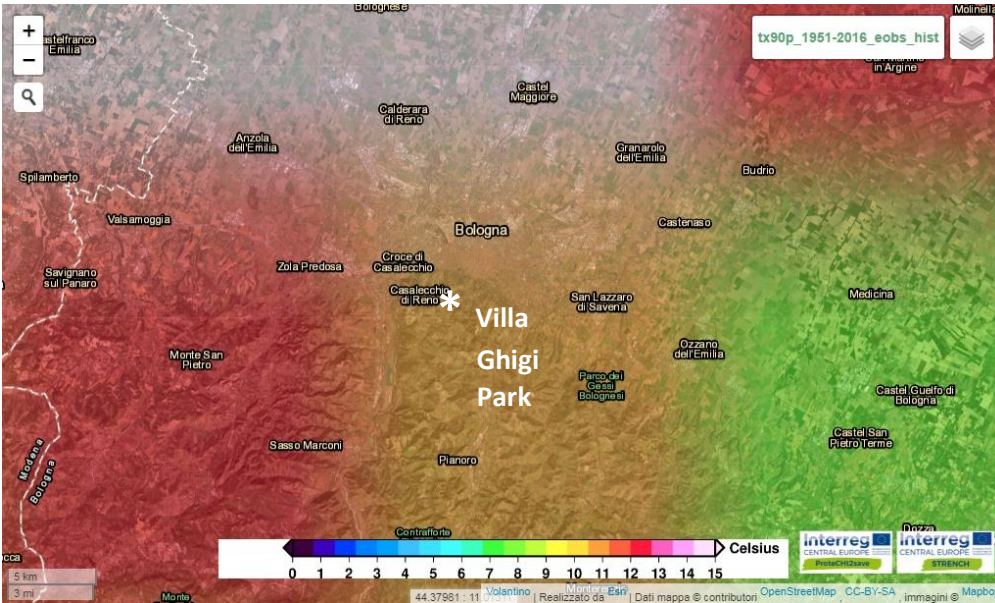 Bolognese
Molinella
+
−
astelfranco
Emilia
tx90p_1951-2016_eobs_hist
in Argine
Castel
Maggiore
Calderara
di Reno
Anzola
dell'Emilia
Granarolo
dell'Emilia
Budrio
Spilamberto
Valsamoggia
Bologna
Castenaso
Croce di
Casalecchio
Zola Predosa
Savignano
sul Panaro
Casalecchio
di Reno
*
San Lazzaro
di Savena
Medicina
Villa
Ghigi
Park
Monte San
Pietro
Ozzano
dell'Emilia
Parco dei
Gessi
Bolognesi
Castel Guelfo di
Bologna
Castel San
Pietro Terme
Sasso Marconi
Pianoro
Modena
Bologna
Contrafforte
Dozza
occa
Celsius
0 1 2 3 4 5 6 7 8 9 10 11 12 13 14 15
Interreg
CENTRAL EUROPE
ProteCHt2save
Interreg
CENTRAL EUROPE
STRENCH
5 km
3 mi
Monte
44.37981 : 11
Volantino | Realizzato da Esri | Dati mappa © contributori OpenStreetMap CC-BY-SA, immagini © Mapbo